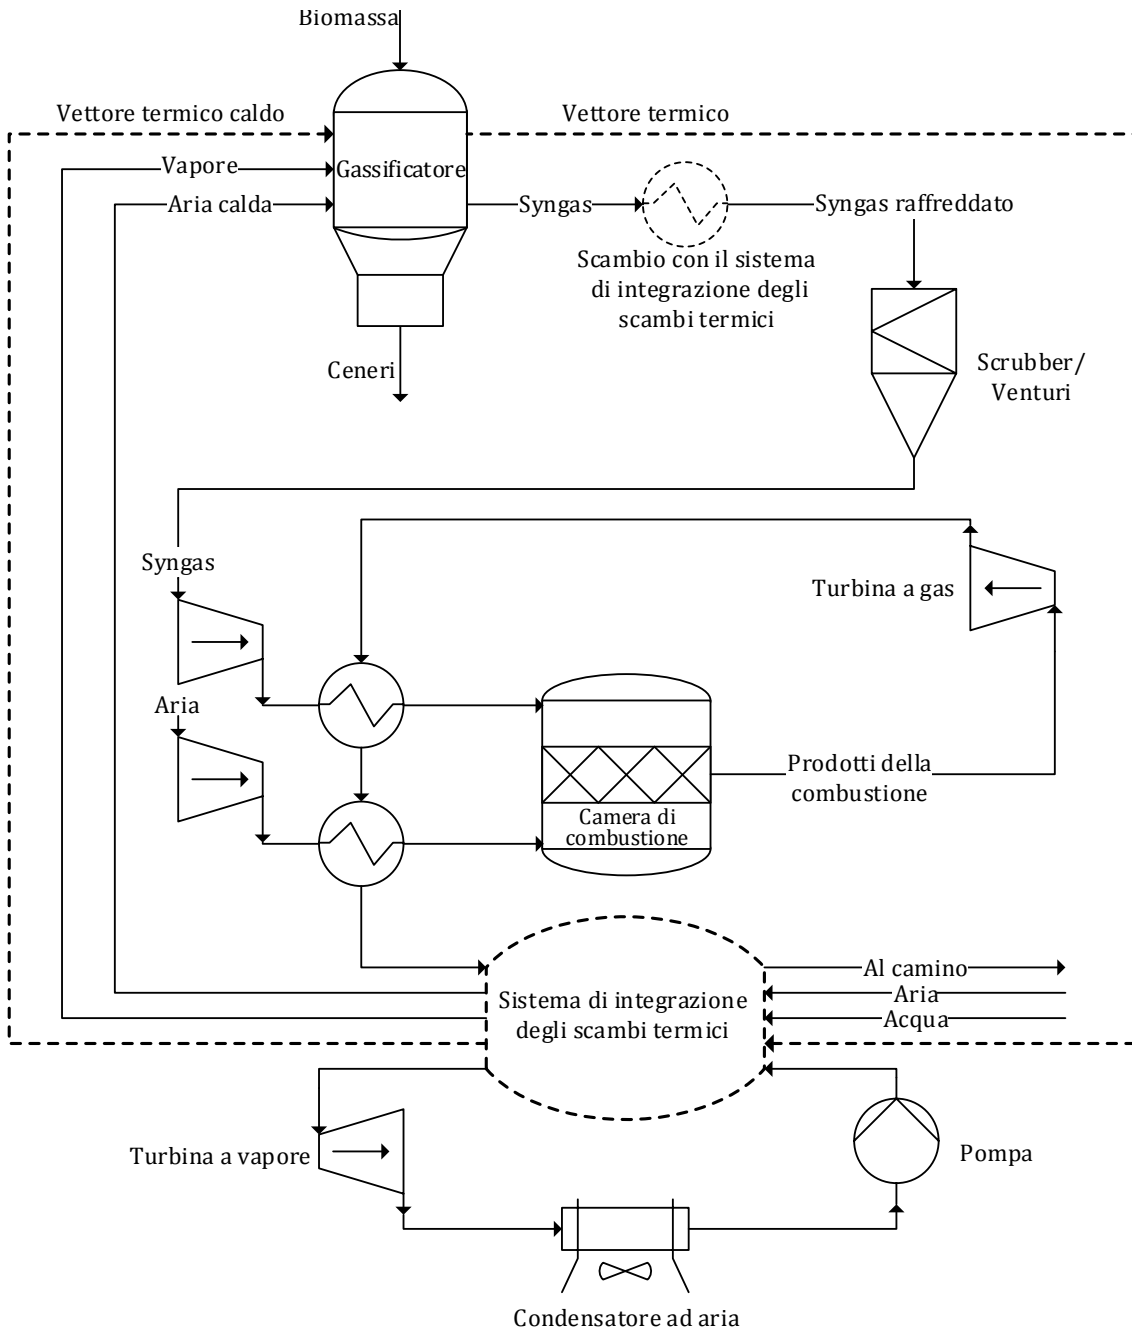 Biomassa
Vettore termico caldo
Vettore termico
Vapore
Gassificatore
Aria calda
Syngas
Syngas raffreddato
Scambio con il sistema
di integrazione degli
scambi termici
Ceneri
Scrubber/
Venturi
Syngas
Turbina a gas
Aria
Prodotti della
combustione
Camera di
combustione
Al camino
Sistema di integrazione
degli scambi termici
Aria
Acqua
Turbina a vapore
Pompa
Condensatore ad aria